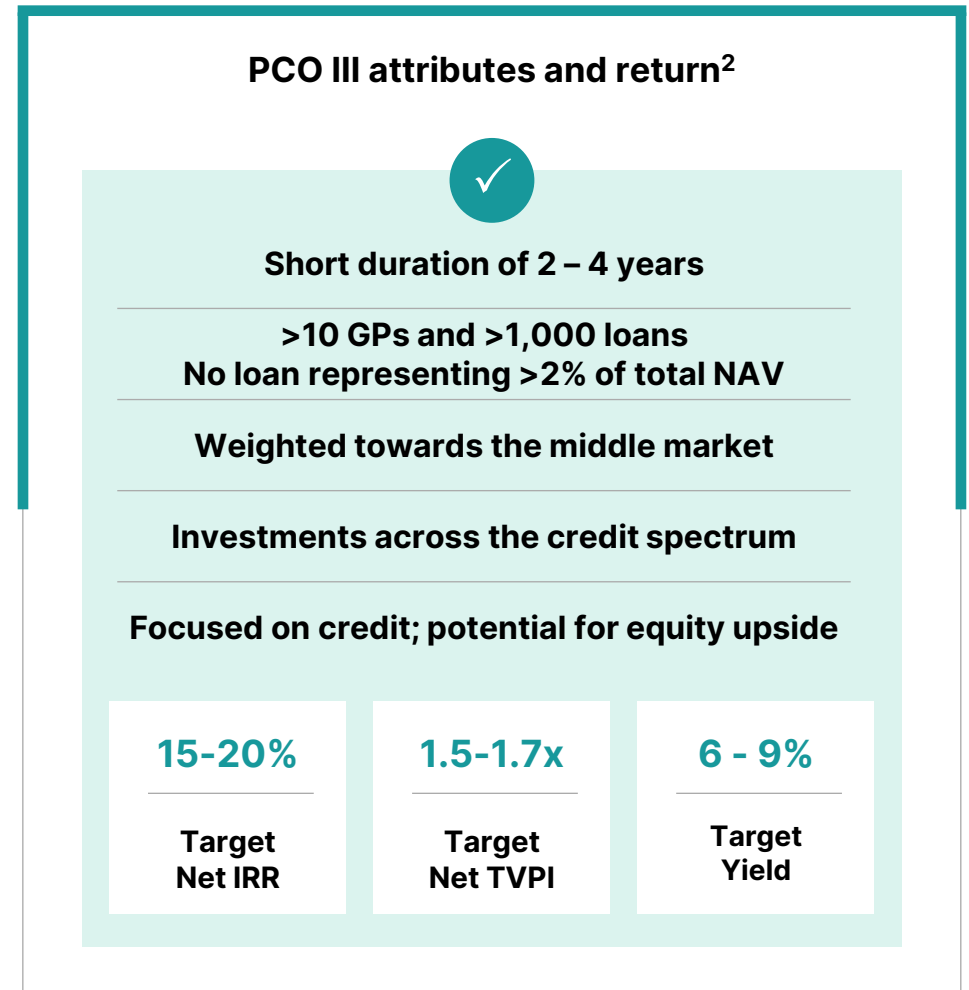 PCO III attributes and return²
✓
Short duration of 2 – 4 years
>10 GPs and >1,000 loans
No loan representing >2% of total NAV
Weighted towards the middle market
Investments across the credit spectrum
Focused on credit; potential for equity upside
15-20%
Target
Net IRR
1.5-1.7x
Target
Net TVPI
6 - 9%
Target
Yield